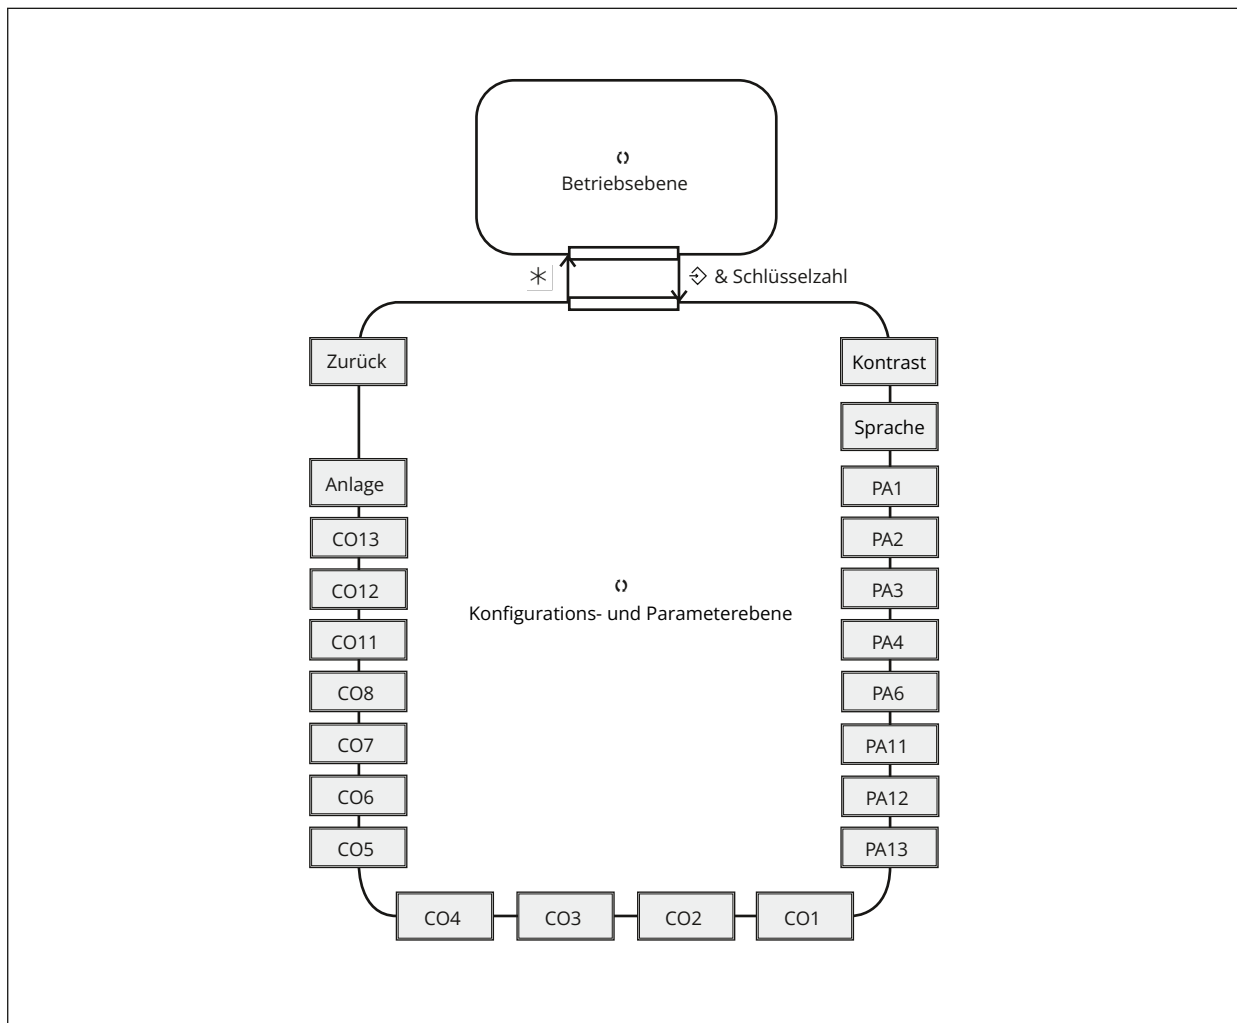 Betriebsebene
& Schlüsselzahl
Zurück
Kontrast
Sprache
Anlage
PA1
CO13
PA2
CO12
PA3
Konfigurations- und Parameterebene
CO11
PA4
CO8
PA6
CO7
PA11
CO6
PA12
CO5
PA13
CO4
CO3
CO2
CO1